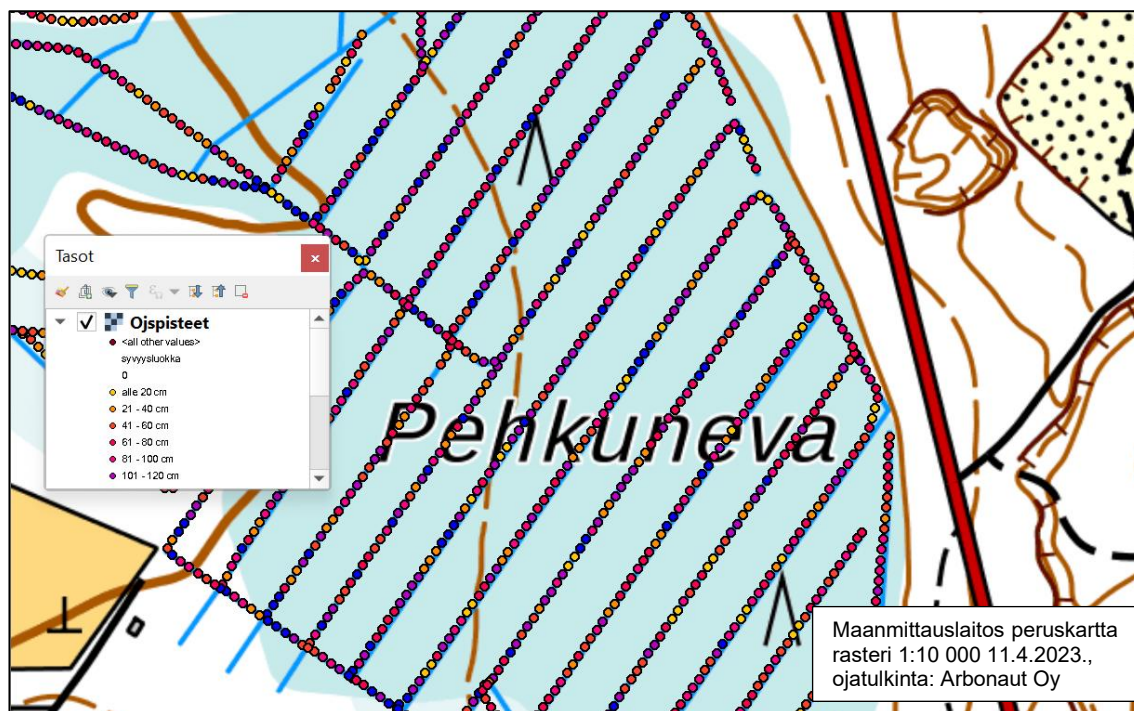 Tasot
Ojspisteet
<all other values>
syvyysluokka
0
alle 20 cm
21 - 40 cm
41 - 60 cm
61 - 80 cm
81 - 100 cm
101 - 120 cm
Pehkuneva
Maanmittauslaitos peruskartta
rasteri 1:10 000 11.4.2023.,
ojatulkinta: Arbonaut Oy